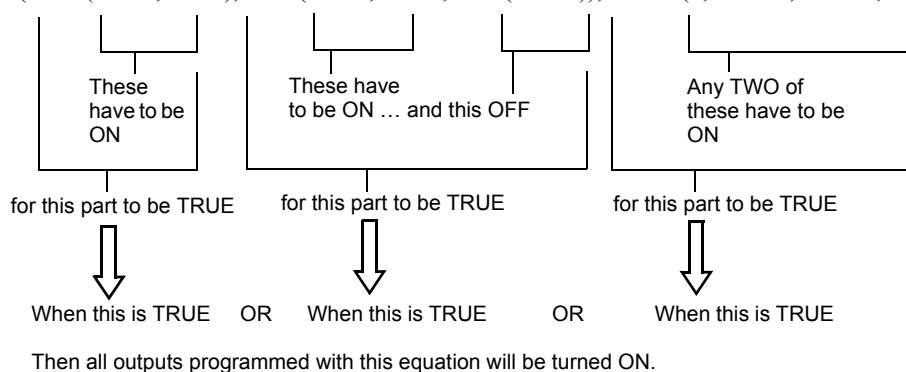 These have to be ON
These have to be ON … and this OFF
Any TWO of these have to be ON
for this part to be TRUE for this part to be TRUE for this part to be TRUE
When this is TRUE OR When this is TRUE OR When this is TRUE
Then all outputs programmed with this equation will be turned ON.